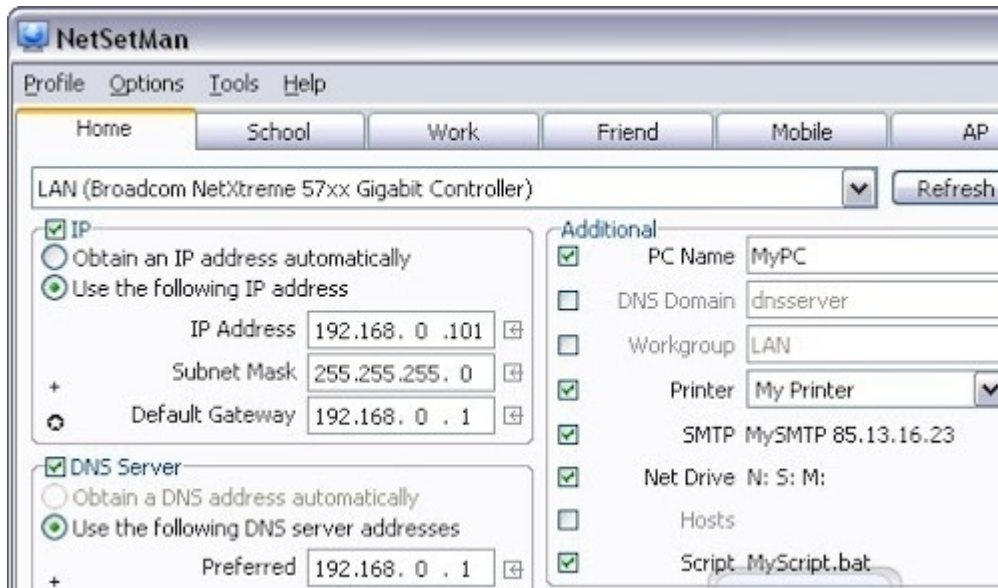 NetSetMan
Profile Options Tools Help
Home School Work Friend Mobile AP
LAN (Broadcom NetXtreme 57xx Gigabit Controller) Refresh
IP
Obtain an IP address automatically
Use the following IP address
IP Address 192.168. 0 .101
Subnet Mask 255.255.255. 0
Default Gateway 192.168. 0 . 1
DNS Server
Obtain a DNS address automatically
Use the following DNS server addresses
Preferred 192.168. 0 . 1
Additional
PC Name MyPC
DNS Domain dnsserver
Workgroup LAN
Printer My Printer
SMTP MySMTP 85.13.16.23
Net Drive N: S: M:
Hosts
Script MyScript.bat